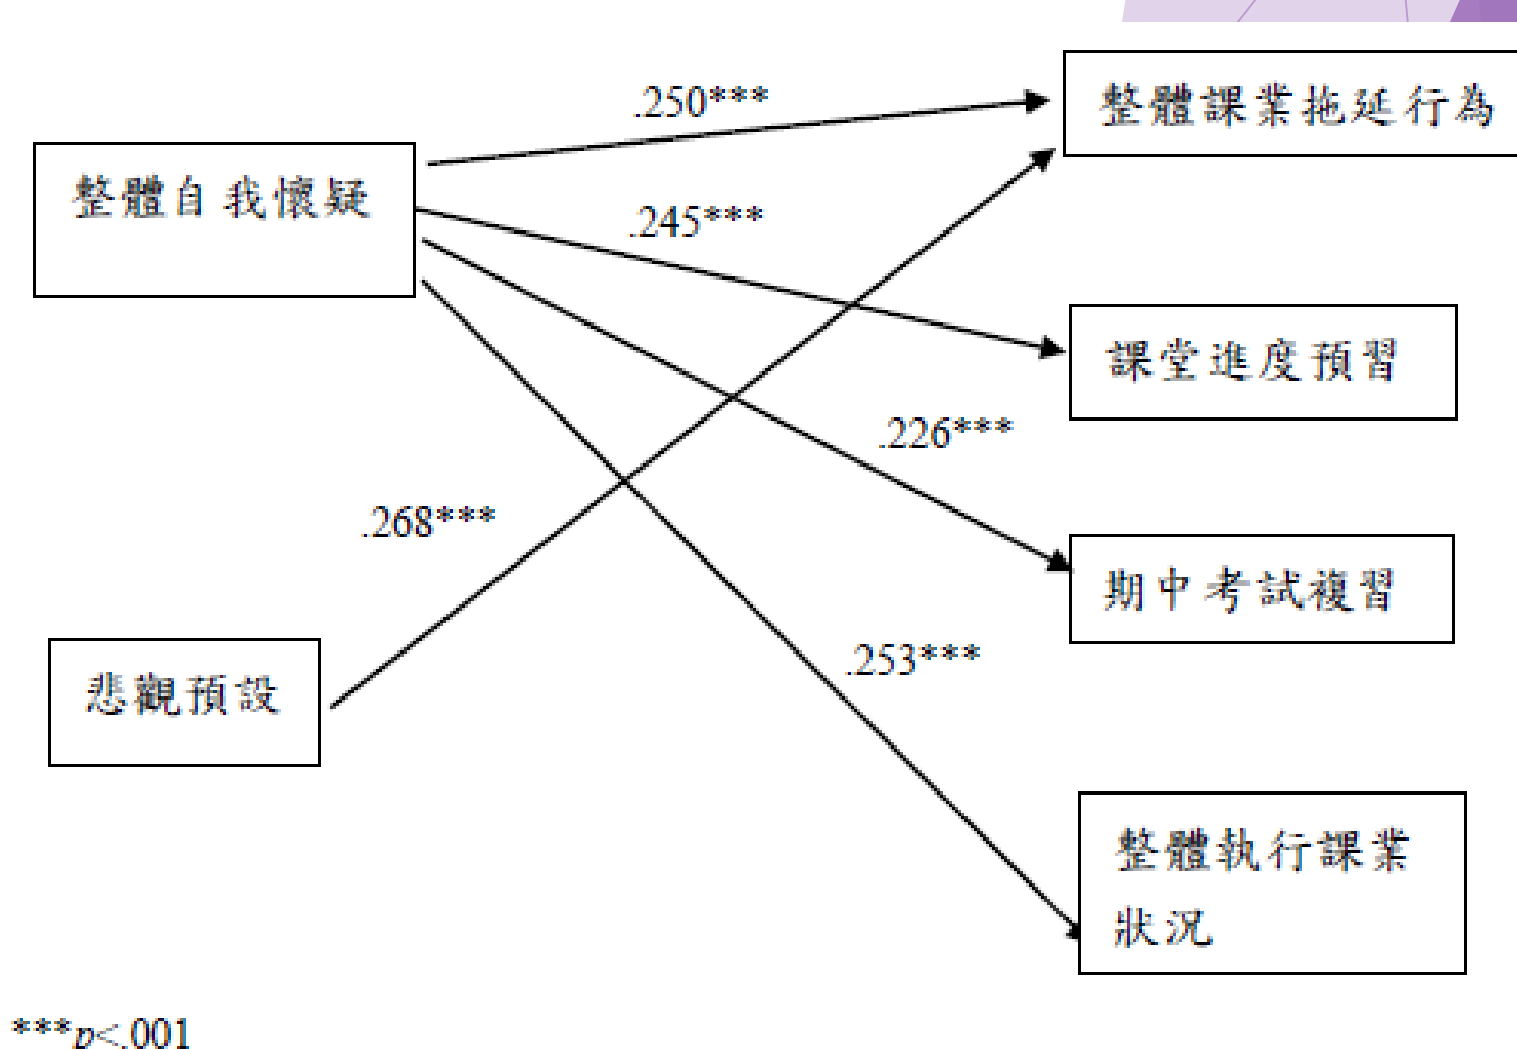 .250***
整體課業拖延行為
整體自我懷疑
.245***
課堂進度預習
.226***
.268***
期中考試複習
.253***
悲觀預設
整體執行課業
狀況
***p<.001